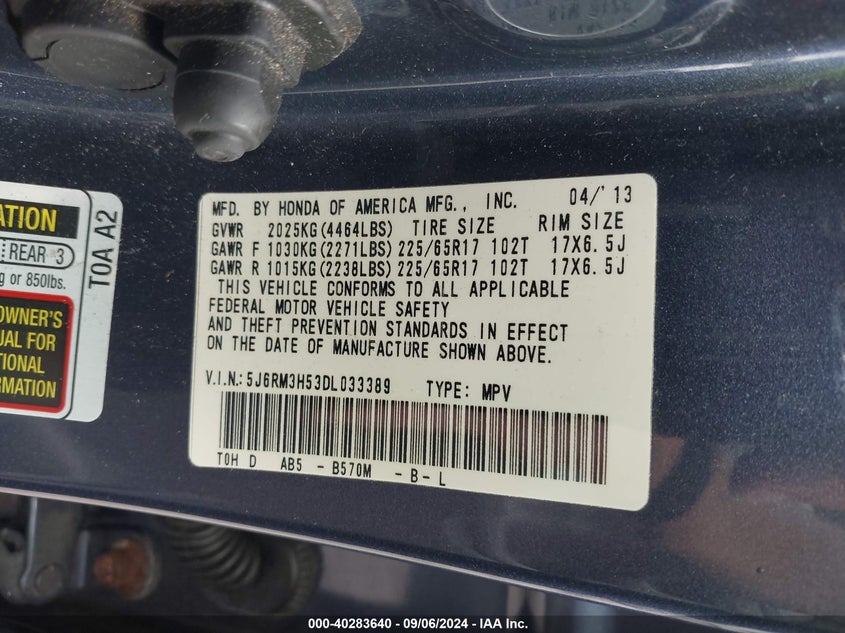 MFD. BY HONDA OF AMERICA MFG., INC. 04/'13
GVWR 2025KG(4464LBS) TIRE SIZE RIM SIZE
GAWR F 1030KG(2271LBS) 225/65R17 102T 17X6.5J
GAWR R 1015KG(2238LBS) 225/65R17 102T 17X6.5J
THIS VEHICLE CONFORMS TO ALL APPLICABLE
FEDERAL MOTOR VEHICLE SAFETY
AND THEFT PREVENTION STANDARDS IN EFFECT
ON THE DATE OF MANUFACTURE SHOWN ABOVE.
V.I.N.:5J6RM3H53DL033389 TYPE: MPV
T0H D AB5 - B570M - B - L
REAR 3
or 850lbs.
T0A A2
OWNER'S
FOR
000-40283640 - 09/06/2024 - IAA Inc.